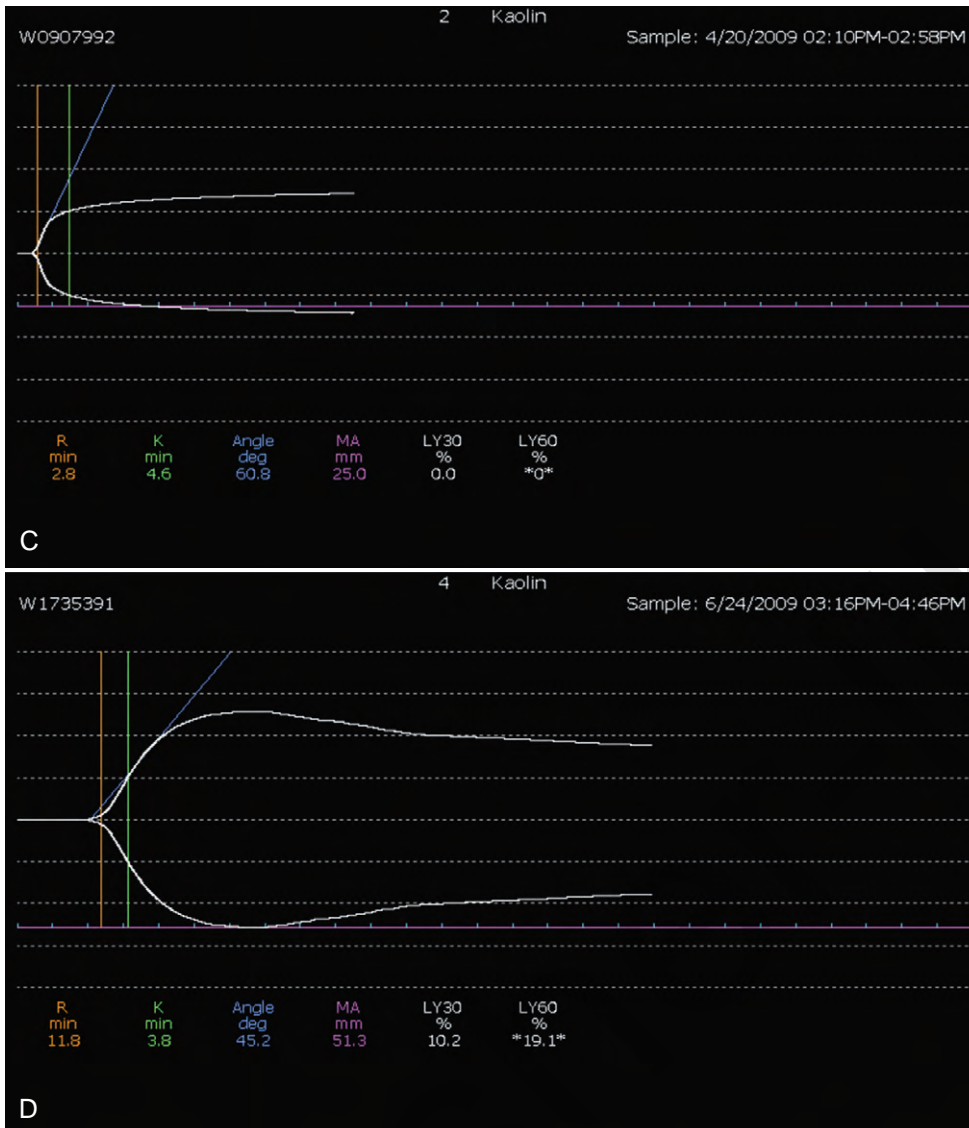 2 Kaolin
W0907992 Sample: 4/20/2009 02:10PM-02:58PM
R K Angle MA LY30 LY60
min min deg mm % %
2.8 4.6 60.8 25.0 0.0 *0*
C
4 Kaolin
W1735391 Sample: 6/24/2009 03:16PM-04:46PM
R K Angle MA LY30 LY60
min min deg mm % %
11.8 3.8 45.2 51.3 10.2 *19.1*
D